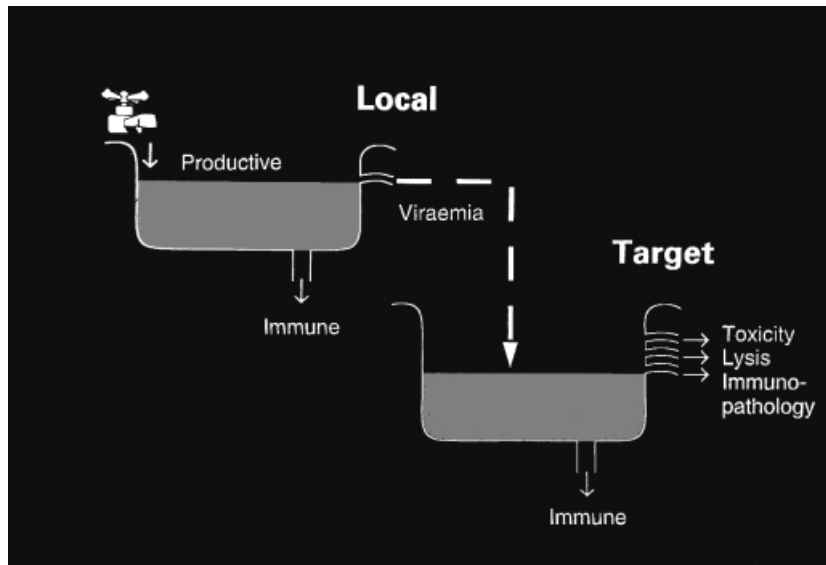 Local
Productive
Viraemia
Immune
Target
Toxicity
Lysis
Immuno-
pathology
Immune